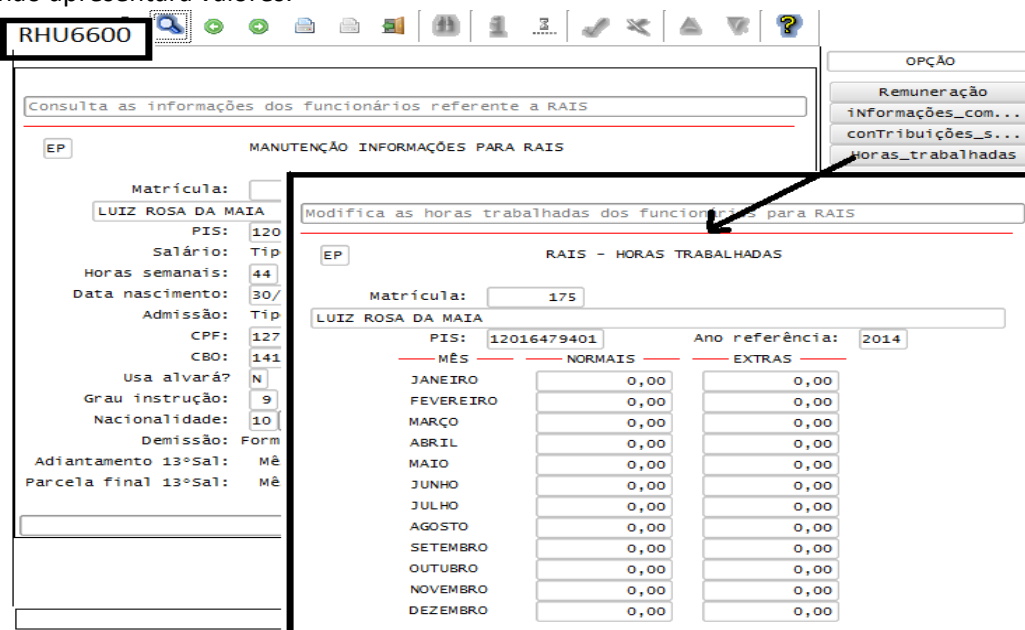 apresentará valores.
RHU6600
OPÇÃO
Remuneração
iNformações_com...
conTribuições_s...
Horas_trabalhadas
Consulta as informações dos funcionários referente a RAIS
EP MANUTENÇÃO INFORMAÇÕES PARA RAIS
Matrícula:
LUIZ ROSA DA MAIA
PIS: 120
Salário: Tip
Horas semanais: 44
Data nascimento: 30/
Admissão: Tip
CPF: 127
CBO: 141
Usa alvará? N
Grau instrução: 9
Nacionalidade: 10
Demissão: Form
Adiantamento 13ºSal: Mê
Parcela final 13ºSal: Mê
Modifica as horas trabalhadas dos funcionários para RAIS
EP RAIS - HORAS TRABALHADAS
Matrícula: 175
LUIZ ROSA DA MAIA
PIS: 12016479401 Ano referência: 2014
MÊS NORMAIS EXTRAS
JANEIRO 0,00 0,00
FEVEREIRO 0,00 0,00
MARÇO 0,00 0,00
ABRIL 0,00 0,00
MAIO 0,00 0,00
JUNHO 0,00 0,00
JULHO 0,00 0,00
AGOSTO 0,00 0,00
SETEMBRO 0,00 0,00
OUTUBRO 0,00 0,00
NOVEMBRO 0,00 0,00
DEZEMBRO 0,00 0,00